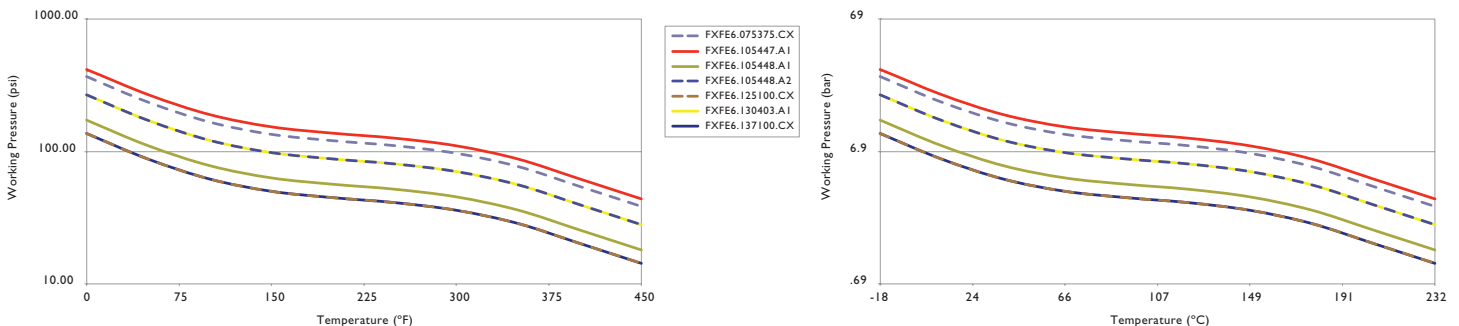 1000.00
100.00
10.00
Working Pressure (psi)
0 75 150 225 300 375 450
Temperature (ºF)
FXFE6.075375.CX
FXFE6.105447.A1
FXFE6.105448.A1
FXFE6.105448.A2
FXFE6.125100.CX
FXFE6.130403.A1
FXFE6.137100.CX
69
6.9
.69
Working Pressure (bar)
-18 24 66 107 149 191 232
Temperature (ºC)